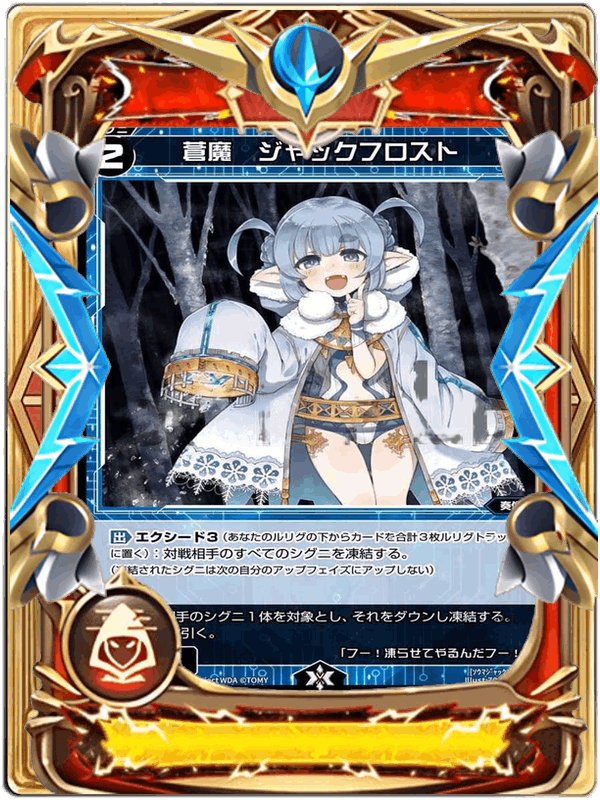 2
蒼魔 ジャックフロスト
出 エクシード3(あなたのルリグの下からカードを合計3枚ルリグトラッ
に置く):対戦相手のすべてのシグニを凍結する。
結されたシグニは次の自分のアップフェイズにアップしない)
手のシグニ1体を対象とし、それをダウンし凍結する。
引く。
「フー!凍らせてやるんだフー!
ect WDA ©TOMY